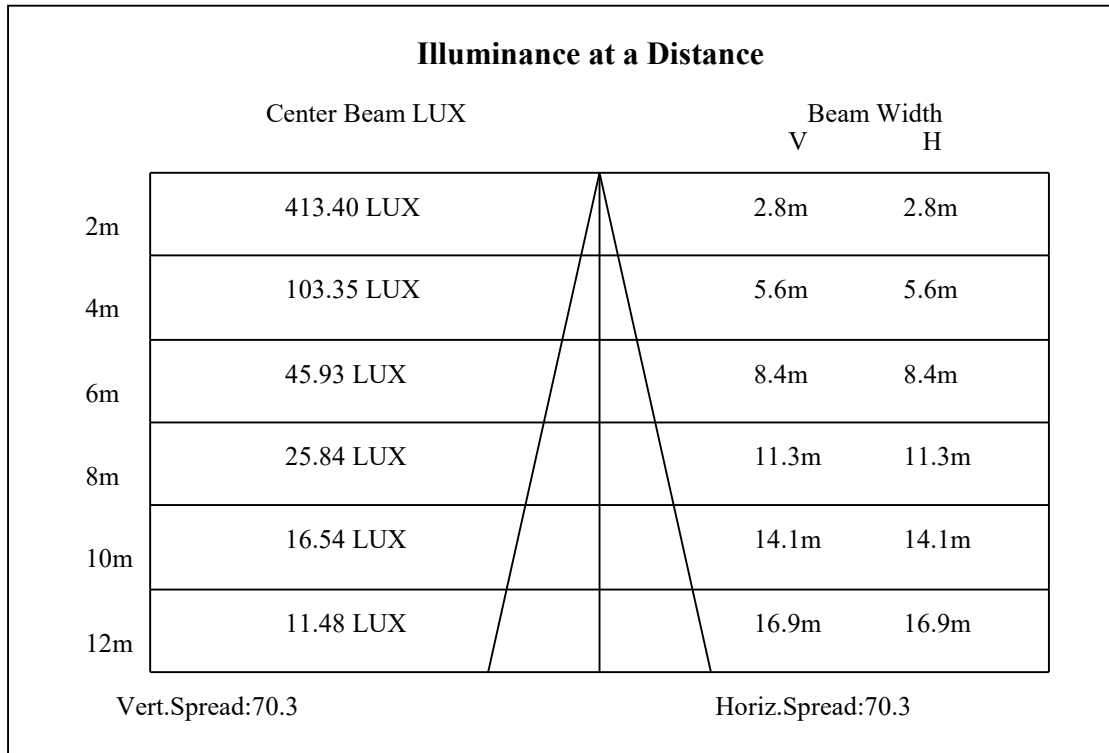 Illuminance at a Distance
Center Beam LUX Beam Width
V H
2m 413.40 LUX 2.8m 2.8m
4m 103.35 LUX 5.6m 5.6m
6m 45.93 LUX 8.4m 8.4m
8m 25.84 LUX 11.3m 11.3m
10m 16.54 LUX 14.1m 14.1m
12m 11.48 LUX 16.9m 16.9m
Vert.Spread:70.3 Horiz.Spread:70.3